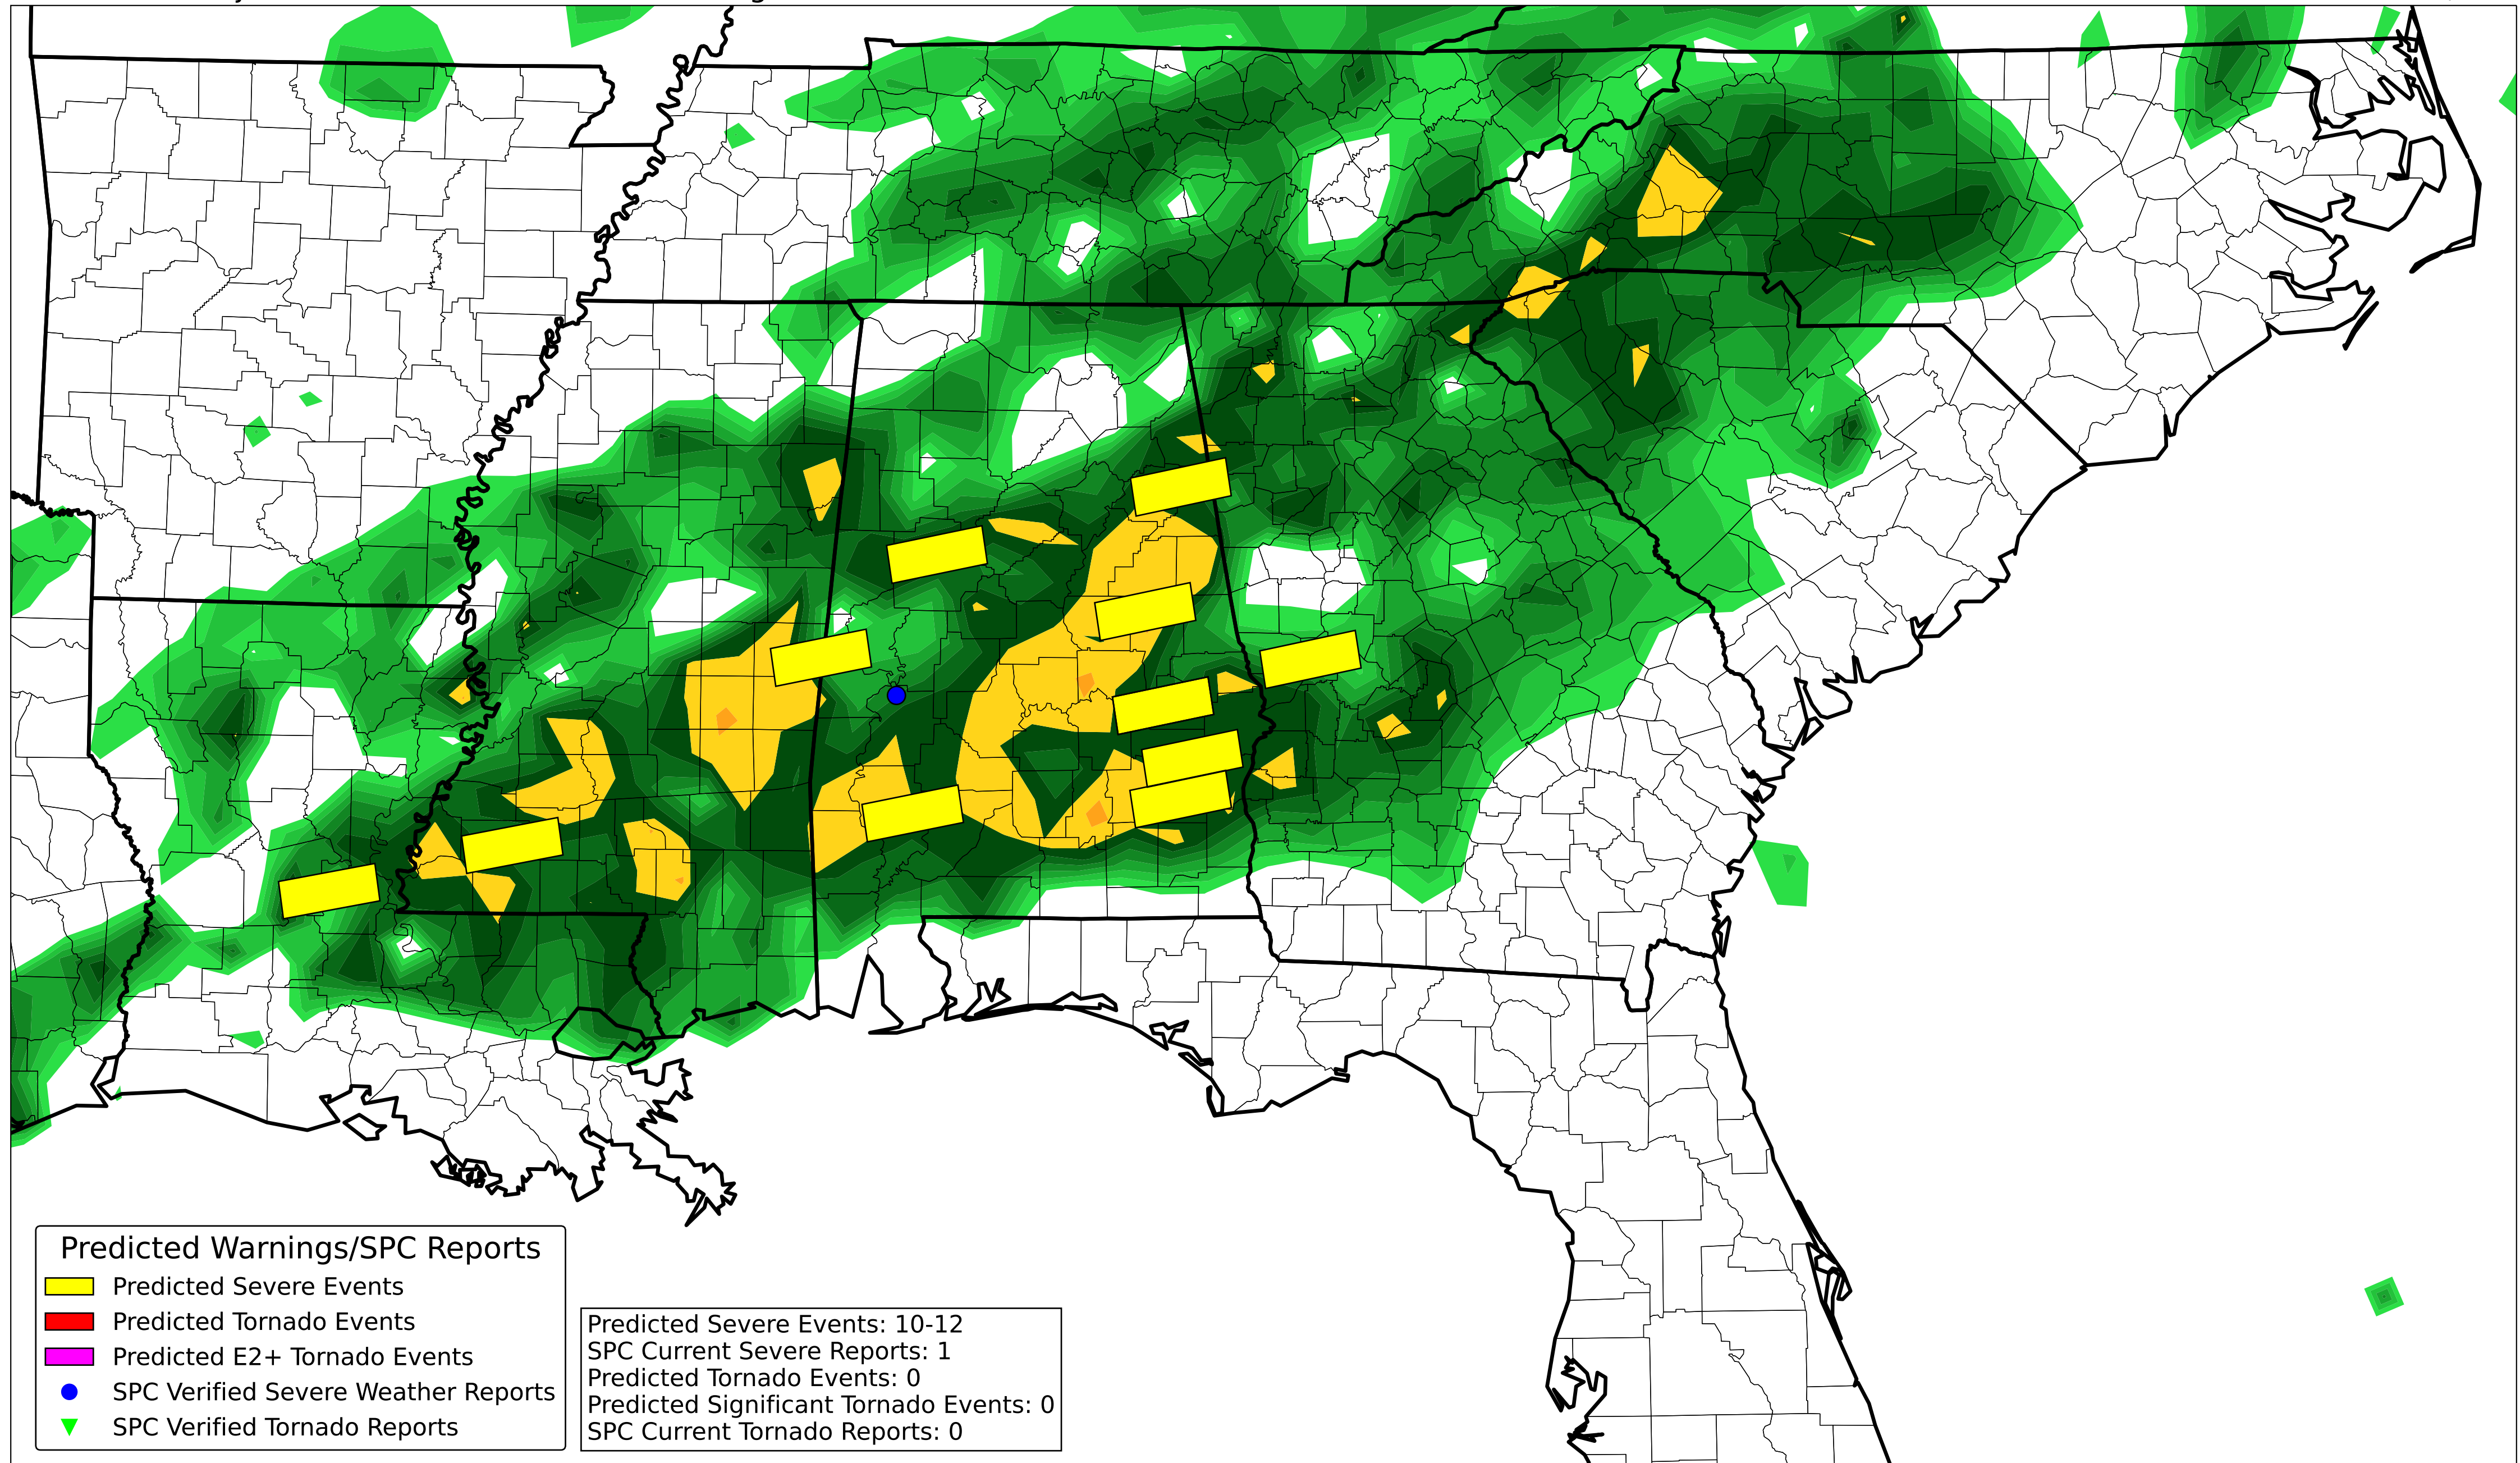 Predicted Warnings/SPC Reports
Predicted Severe Events
Predicted Tornado Events
Predicted E2+ Tornado Events
SPC Verified Severe Weather Reports
SPC Verified Tornado Reports
Predicted Severe Events: 10-12
SPC Current Severe Reports: 1
Predicted Tornado Events: 0
Predicted Significant Tornado Events: 0
SPC Current Tornado Reports: 0